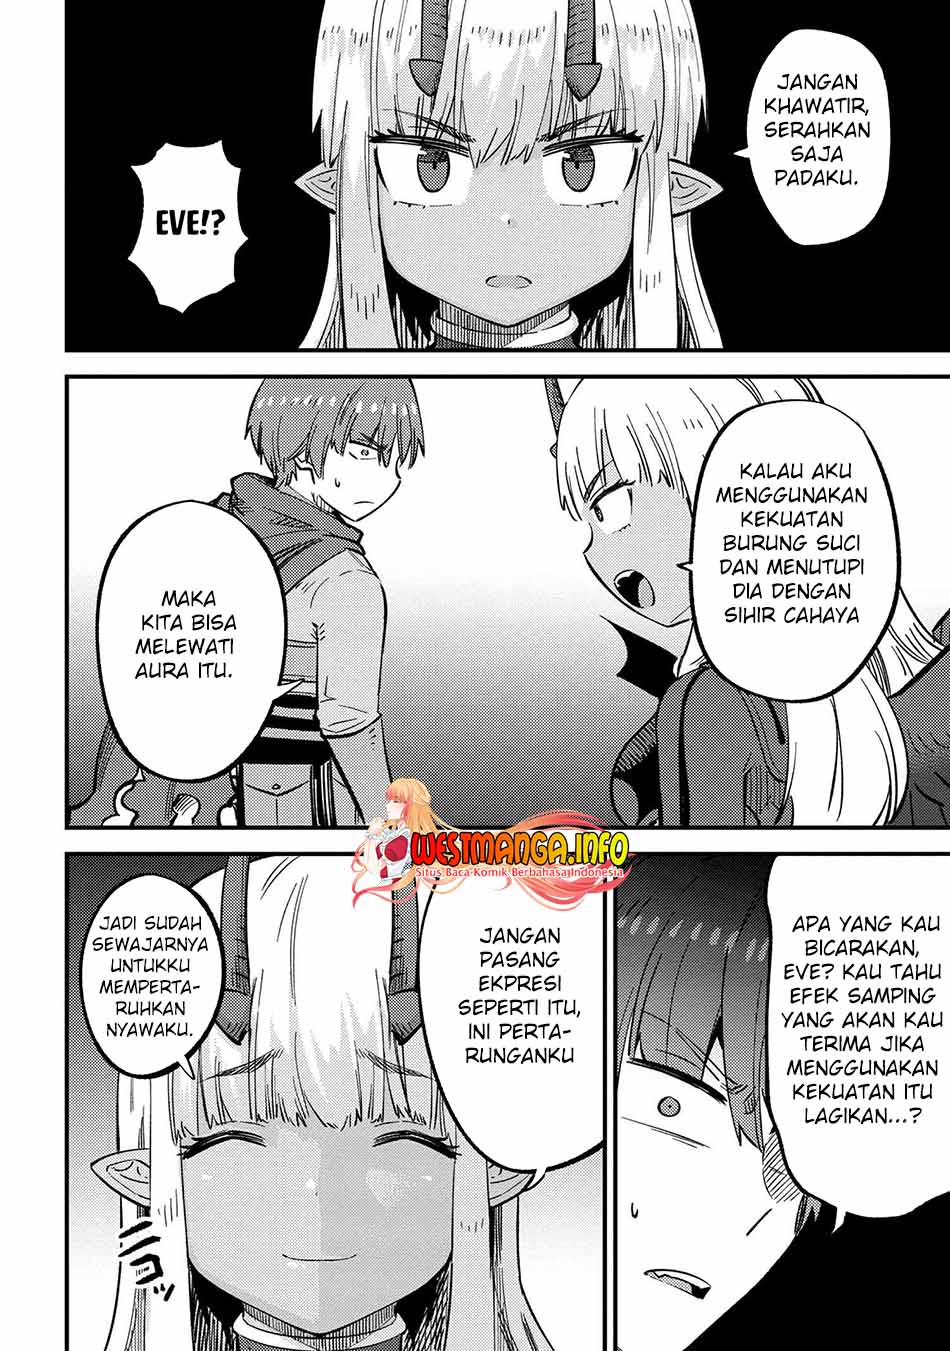 JANGAN
KHAWATIR,
SERAHKAN
SAJA
PADAKU.
EVE!?
KALAU AKU
MENGGUNAKAN
KEKUATAN
BURUNG SUCI
DAN MENUTUPI
DIA DENGAN
SIHIR CAHAYA
MAKA
KITA BISA
MELEWATI
AURA ITU.
WESTMANGA.INFO
Situs Baca Komik Berbahasa Indonesia
APA YANG KAU
BICARAKAN,
EVE? KAU TAHU
EFEK SAMPING
YANG AKAN KAU
TERIMA JIKA
MENGGUNAKAN
KEKUATAN ITU
LAGIKAN...?
JANGAN
PASANG
EKPRESI
SEPERTI ITU,
INI PERTA-
RUNGANKU
JADI SUDAH
SEWAJARNYA
UNTUKKU
MEMPERTA-
RUHKAN
NYAWAKU.
ニコッ